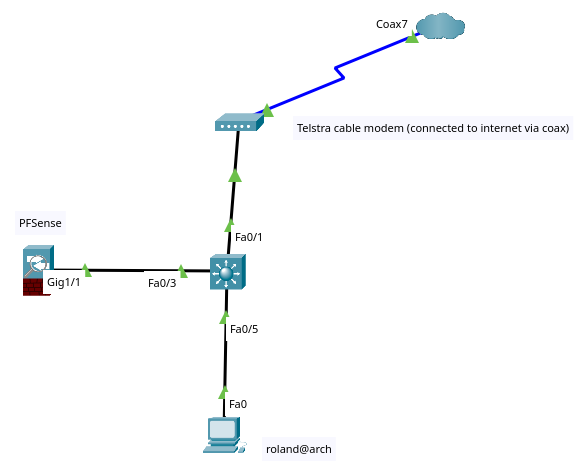 Coax7
Telstra cable modem (connected to internet via coax)
PFSense
Fa0/1
Gig1/1
Fa0/3
Fa0/5
Fa0
roland@arch